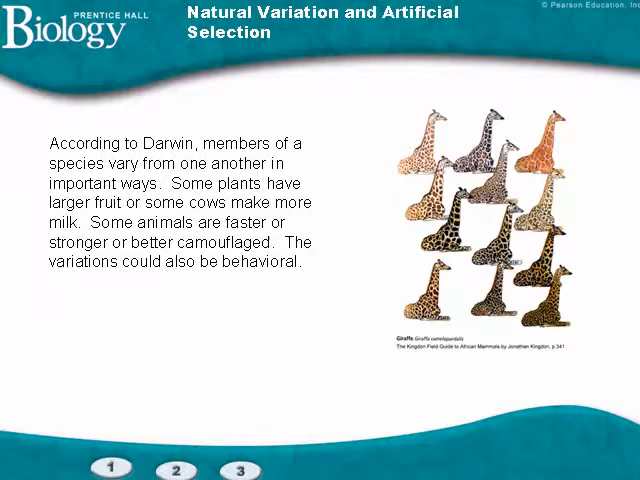 PRENTICE HALL
Biology
Natural Variation and Artificial
Selection
© Pearson Education, Inc
According to Darwin, members of a
species vary from one another in
important ways.  Some plants have
larger fruit or some cows make more
milk.  Some animals are faster or
stronger or better camouflaged.  The
variations could also be behavioral.
Giraffe Giraffa camelopardalis
The Kingdon Field Guide to African Mammals by Jonathan Kingdon, p.341
1
2
3